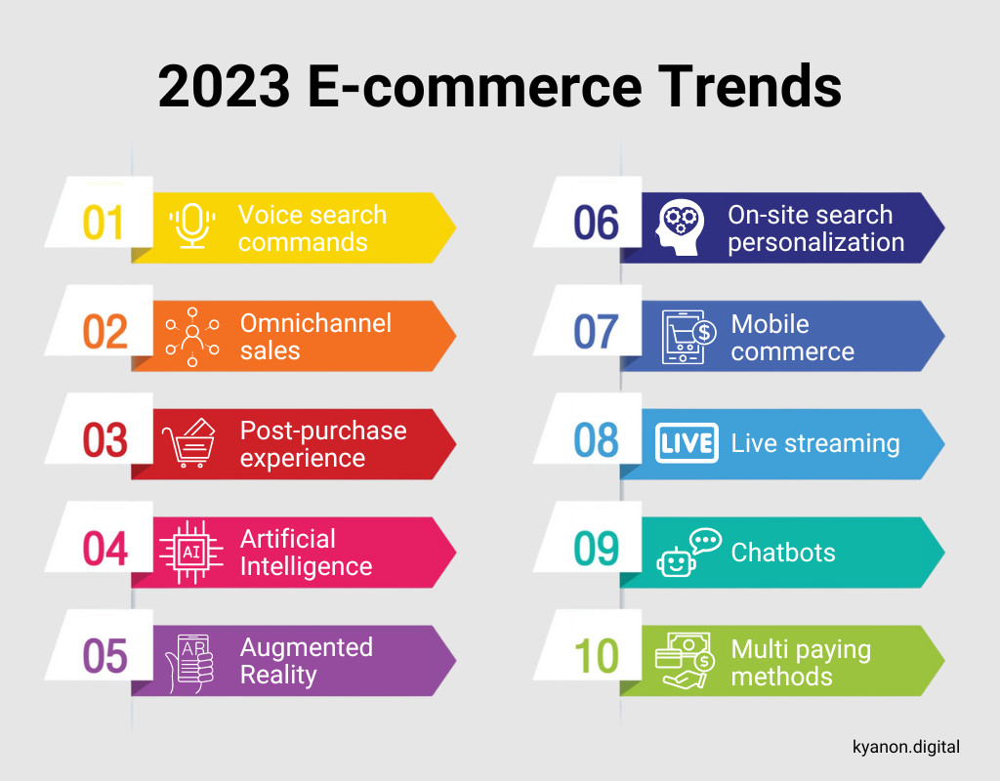 2023 E-commerce Trends
01
Voice search
commands
02
Omnichannel
sales
03
Post-purchase
experience
04
AI
Artificial
Intelligence
05
AR
Augmented
Reality
06
On-site search
personalization
07
$
Mobile
commerce
08
LIVE
Live streaming
09
Chatbots
10
$
Multi paying
methods
kyanon.digital